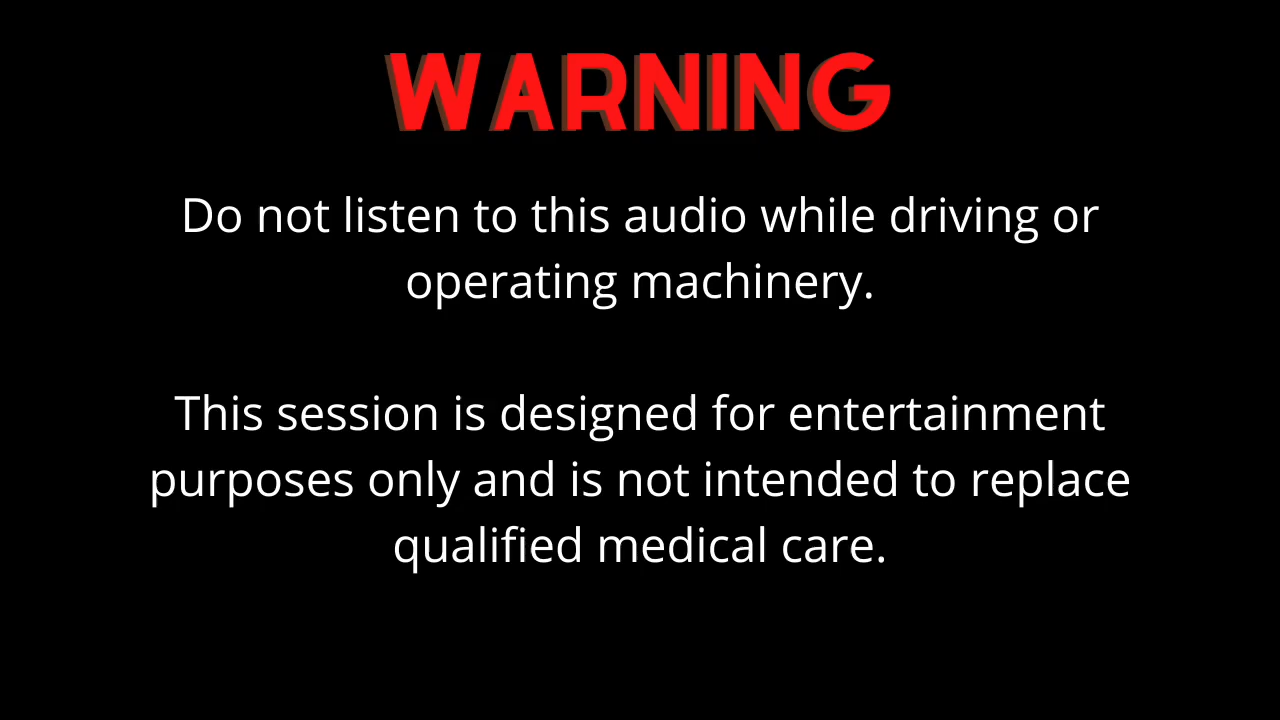 WARNING
Do not listen to this audio while driving or
operating machinery.
This session is designed for entertainment
purposes only and is not intended to replace
qualified medical care.